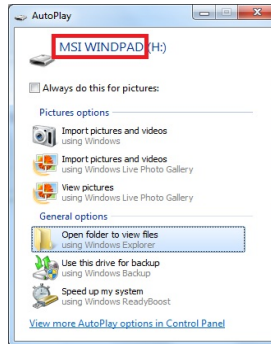 AutoPlay
MSI WINDPAD (H:)
Always do this for pictures:
Pictures options
Import pictures and videos
using Windows
Import pictures and videos
using Windows Live Photo Gallery
View pictures
using Windows Live Photo Gallery
General options
Open folder to view files
using Windows Explorer
Use this drive for backup
using Windows Backup
Speed up my system
using Windows ReadyBoost
View more AutoPlay options in Control Panel